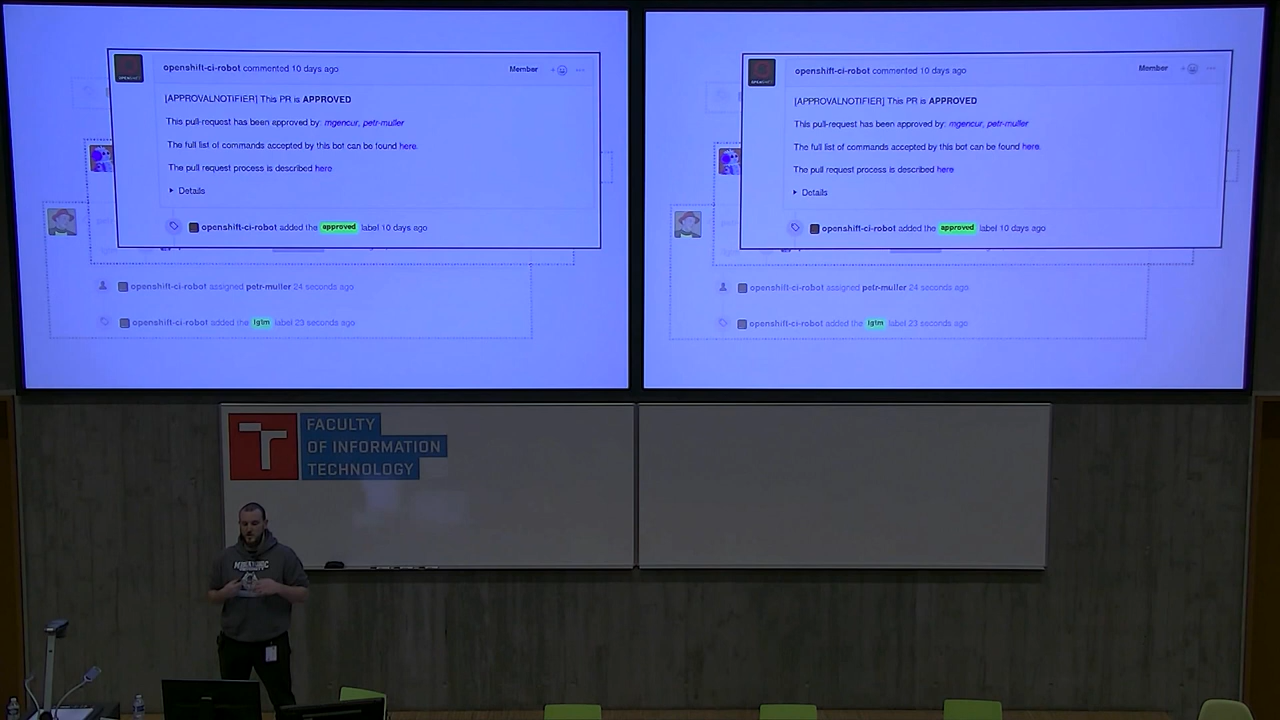 openshift-ci-robot commented 10 days ago
Member
[APPROVALNOTIFIER] This PR is APPROVED
This pull-request has been approved by: mgencur, petr-muller
The full list of commands accepted by this bot can be found here.
The pull request process is described here
Details
openshift-ci-robot added the approved label 10 days ago
openshift-ci-robot assigned petr-muller 24 seconds ago
openshift-ci-robot added the lgtm label 23 seconds ago
openshift-ci-robot commented 10 days ago
Member
[APPROVALNOTIFIER] This PR is APPROVED
This pull-request has been approved by: mgencur, petr-muller
The full list of commands accepted by this bot can be found here.
The pull request process is described here
Details
openshift-ci-robot added the approved label 10 days ago
openshift-ci-robot assigned petr-muller 24 seconds ago
openshift-ci-robot added the lgtm label 23 seconds ago
T
FACULTY
OF INFORMATION
TECHNOLOGY